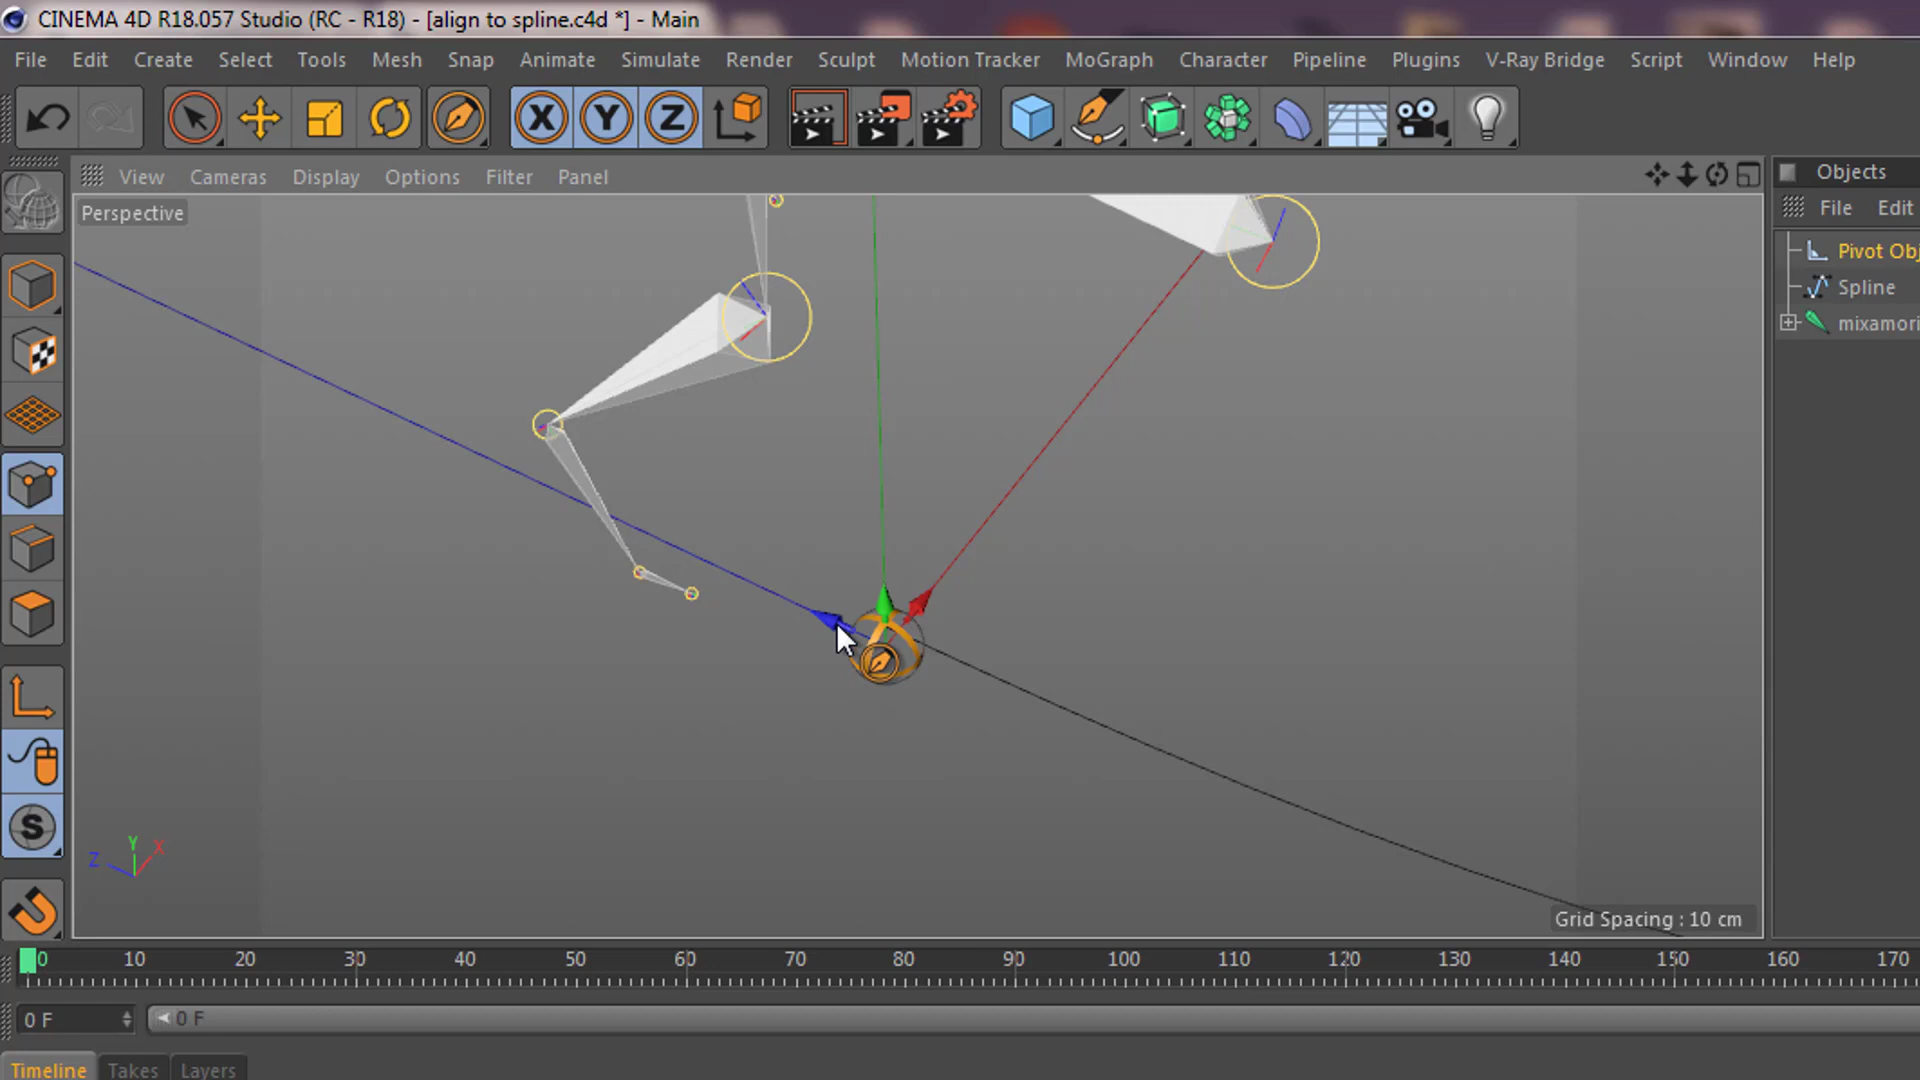 CINEMA 4D R18.057 Studio (RC - R18) - [align to spline.c4d *] - Main
File Edit Create Select Tools Mesh Snap Animate Simulate Render Sculpt Motion Tracker MoGraph Character Pipeline Plugins V-Ray Bridge Script Window Help
X Y Z
View Cameras Display Options Filter Panel
Objects
File Edit
Perspective
Pivot Obj
Spline
mixamori
S
Y X
Z
Grid Spacing : 10 cm
0 10 20 30 40 50 60 70 80 90 100 110 120 130 140 150 160 170
0 F
0 F
Timeline Takes Layers